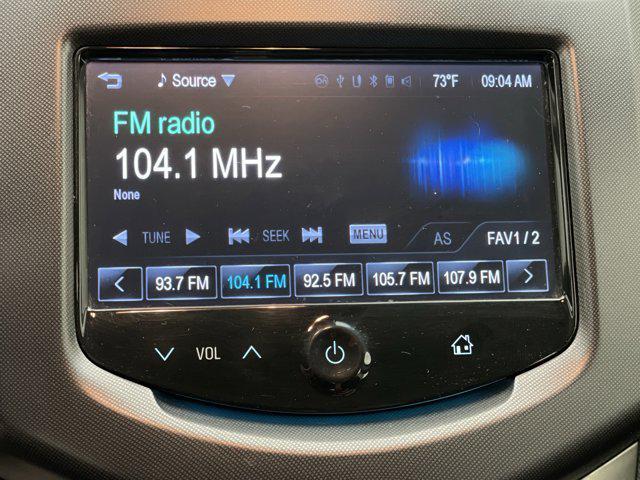 Source 73°F 09:04 AM
FM radio
104.1 MHz
None
TUNE SEEK MENU AS FAV1 / 2
93.7 FM 104.1 FM 92.5 FM 105.7 FM 107.9 FM
VOL